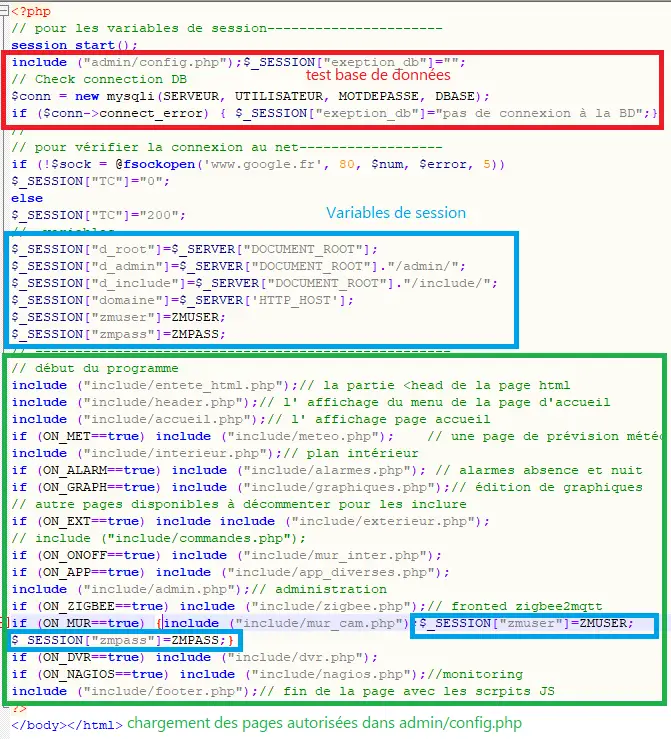 <?php
// pour les variables de session-----------------------
session start();
include ("admin/config.php");$_SESSION["exeption_db"]="";
// Check connection DB
test base de données
$conn = new mysqli(SERVEUR, UTILISATEUR, MOTDEPASSE, DBASE);
if ($conn->connect_error) { $_SESSION["exeption_db"]="pas de connexion à la BD";}
//
// pour vérifier la connexion au net-------------------
if (!$sock = @fsockopen('www.google.fr', 80, $num, $error, 5))
$_SESSION["TC"]="0";
else
$_SESSION["TC"]="200";
Variables de session
// variables
$_SESSION["d_root"]=$_SERVER["DOCUMENT_ROOT"];
$_SESSION["d_admin"]=$_SERVER["DOCUMENT_ROOT"]."/admin/";
$_SESSION["d_include"]=$_SERVER["DOCUMENT_ROOT"]."/include/";
$_SESSION["domaine"]=$_SERVER['HTTP_HOST'];
$_SESSION["zmuser"]=ZMUSER;
$_SESSION["zmpass"]=ZMPASS;
// -----------------------------------------------------
// début du programme
include ("include/entete_html.php");// la partie <head de la page html
include ("include/header.php");// l' affichage du menu de la page d'accueil
include ("include/accueil.php");// l' affichage page accueil
if (ON_MET==true) include ("include/meteo.php");    // une page de prévision météo
include ("include/interieur.php");// plan intérieur
if (ON_ALARM==true) include ("include/alarmes.php"); // alarmes absence et nuit
if (ON_GRAPH==true) include ("include/graphiques.php");// édition de graphiques
// autre pages disponibles à décommenter pour les inclure
if (ON_EXT==true) include include ("include/exterieur.php");
// include ("include/commandes.php");
if (ON_ONOFF==true) include ("include/mur_inter.php");
if (ON_APP==true) include ("include/app_diverses.php");
include ("include/admin.php");// administration
if (ON_ZIGBEE==true) include ("include/zigbee.php");// fronted zigbee2mqtt
if (ON_MUR==true) {include ("include/mur_cam.php");$_SESSION["zmuser"]=ZMUSER;
$_SESSION["zmpass"]=ZMPASS;}
if (ON_DVR==true) include ("include/dvr.php");
if (ON_NAGIOS==true) include ("include/nagios.php");//monitoring
include ("include/footer.php");// fin de la page avec les scrpits JS
?>
</body></html> chargement des pages autorisées dans admin/config.php